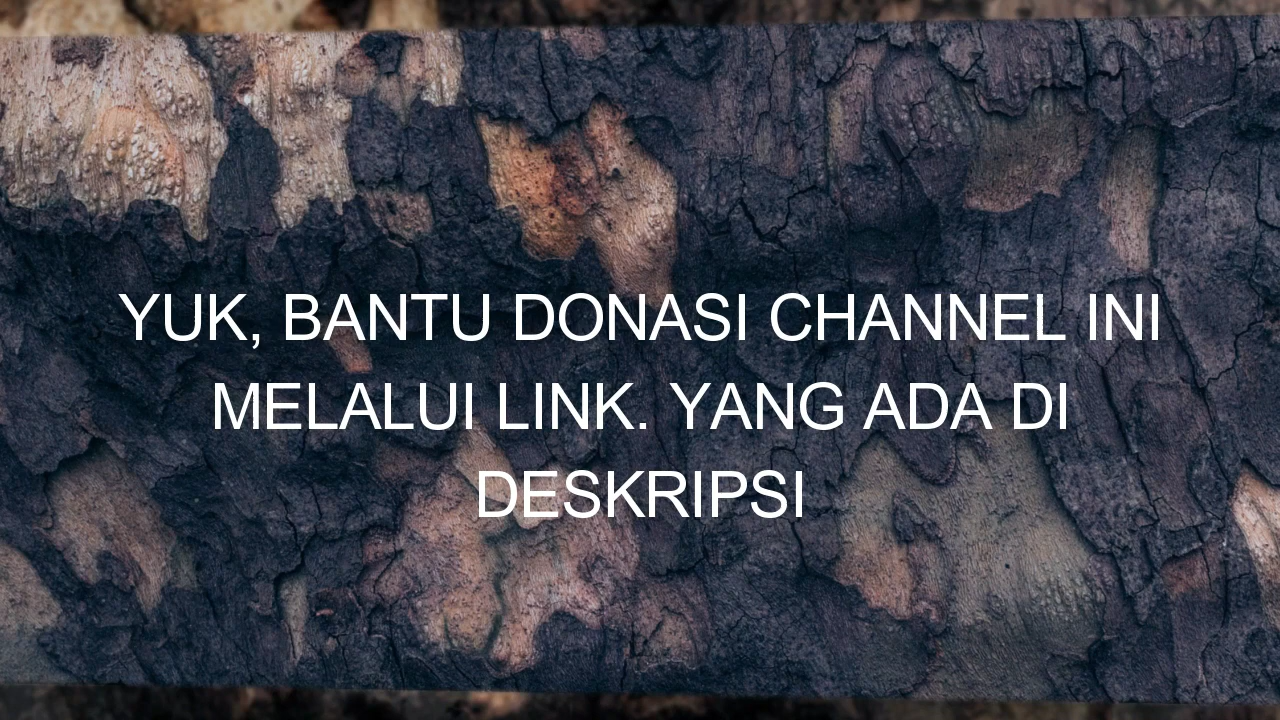 YUK, BANTU DONASI CHANNEL INI
MELALUI LINK. YANG ADA DI
DESKRIPSI